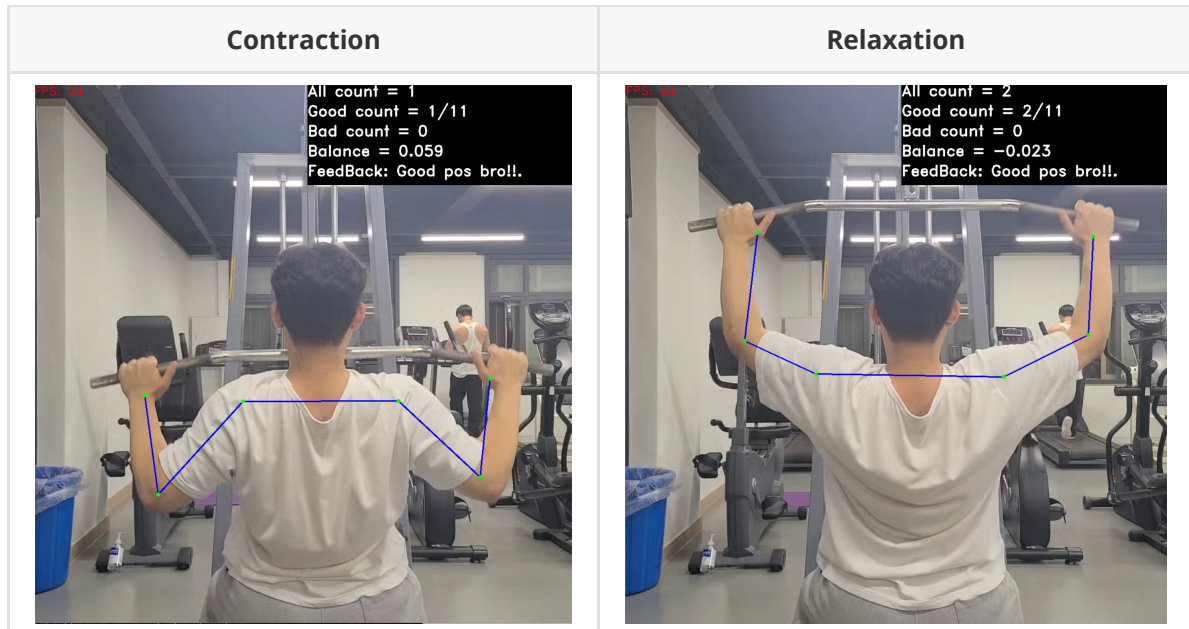 Contraction
Relaxation
FPS: 24
All count = 1
Good count = 1/11
Bad count = 0
Balance = 0.059
FeedBack: Good pos bro!!.
FPS: 24
All count = 2
Good count = 2/11
Bad count = 0
Balance = -0.023
FeedBack: Good pos bro!!.